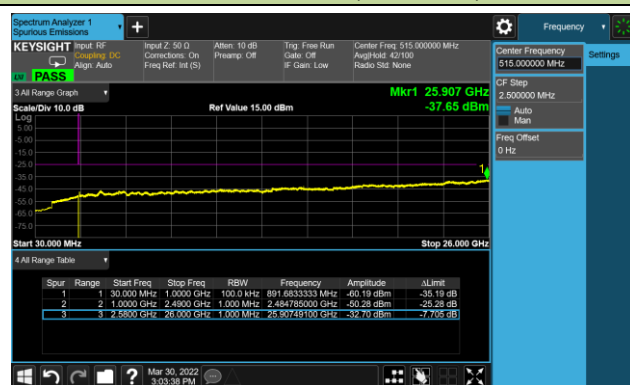 Spectrum Analyzer 1
Spurious Emissions
Frequency
KEYSIGHT
Input: RF
Coupling: DC
Align: Auto
Input Z: 50 Ω
Corrections: On
Freq Ref: Int (S)
Atten: 10 dB
Preamp: Off
Trig: Free Run
Gate: Off
IF Gain: Low
Center Freq: 515.000000 MHz
Avg|Hold: 42/100
Radio Std: None
PASS
Center Frequency
515.000000 MHz
Settings
CF Step
2.500000 MHz
Auto
Man
Freq Offset
0 Hz
3 All Range Graph
Mkr1 25.907 GHz
Scale/Div 10.0 dB
Ref Value 15.00 dBm
-37.65 dBm
Log
5.00
-5.00
-15.0
-25.0
-35.0
-45.0
-55.0
-65.0
-75.0
1
Start 30.000 MHz
Stop 26.000 GHz
4 All Range Table
Spur Range Start Freq Stop Freq RBW Frequency Amplitude ΔLimit
1 1 30.000 MHz 1.0000 GHz 100.0 kHz 891.6833333 MHz -60.19 dBm -35.19 dB
2 2 1.0000 GHz 2.4900 GHz 1.000 MHz 2.484785000 GHz -50.28 dBm -25.28 dB
3 3 2.5800 GHz 26.000 GHz 1.000 MHz 25.90749100 GHz -32.70 dBm -7.705 dB
Mar 30, 2022
3:03:38 PM